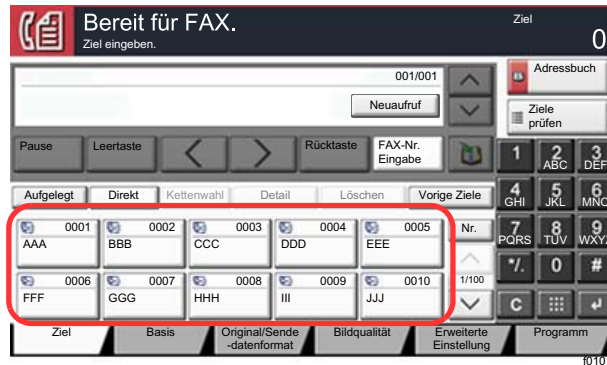 Bereit für FAX.
Ziel eingeben.
Ziel
0
001/001
Adressbuch
Neuaufruf
Ziele
prüfen
Pause
Leertaste
Rücktaste
FAX-Nr.
Eingabe
1
2
ABC
3
DEF
Aufgelegt
Direkt
Kettenwahl
Detail
Löschen
Vorige Ziele
4
GHI
5
JKL
6
MNO
0001
AAA
0002
BBB
0003
CCC
0004
DDD
0005
EEE
Nr.
7
PQRS
8
TUV
9
WXYZ
0006
FFF
0007
GGG
0008
HHH
0009
III
0010
JJJ
1/100
*/.
0
#
C
Ziel
Basis
Original/Sende
-datenformat
Bildqualität
Erweiterte
Einstellung
Programm
f010